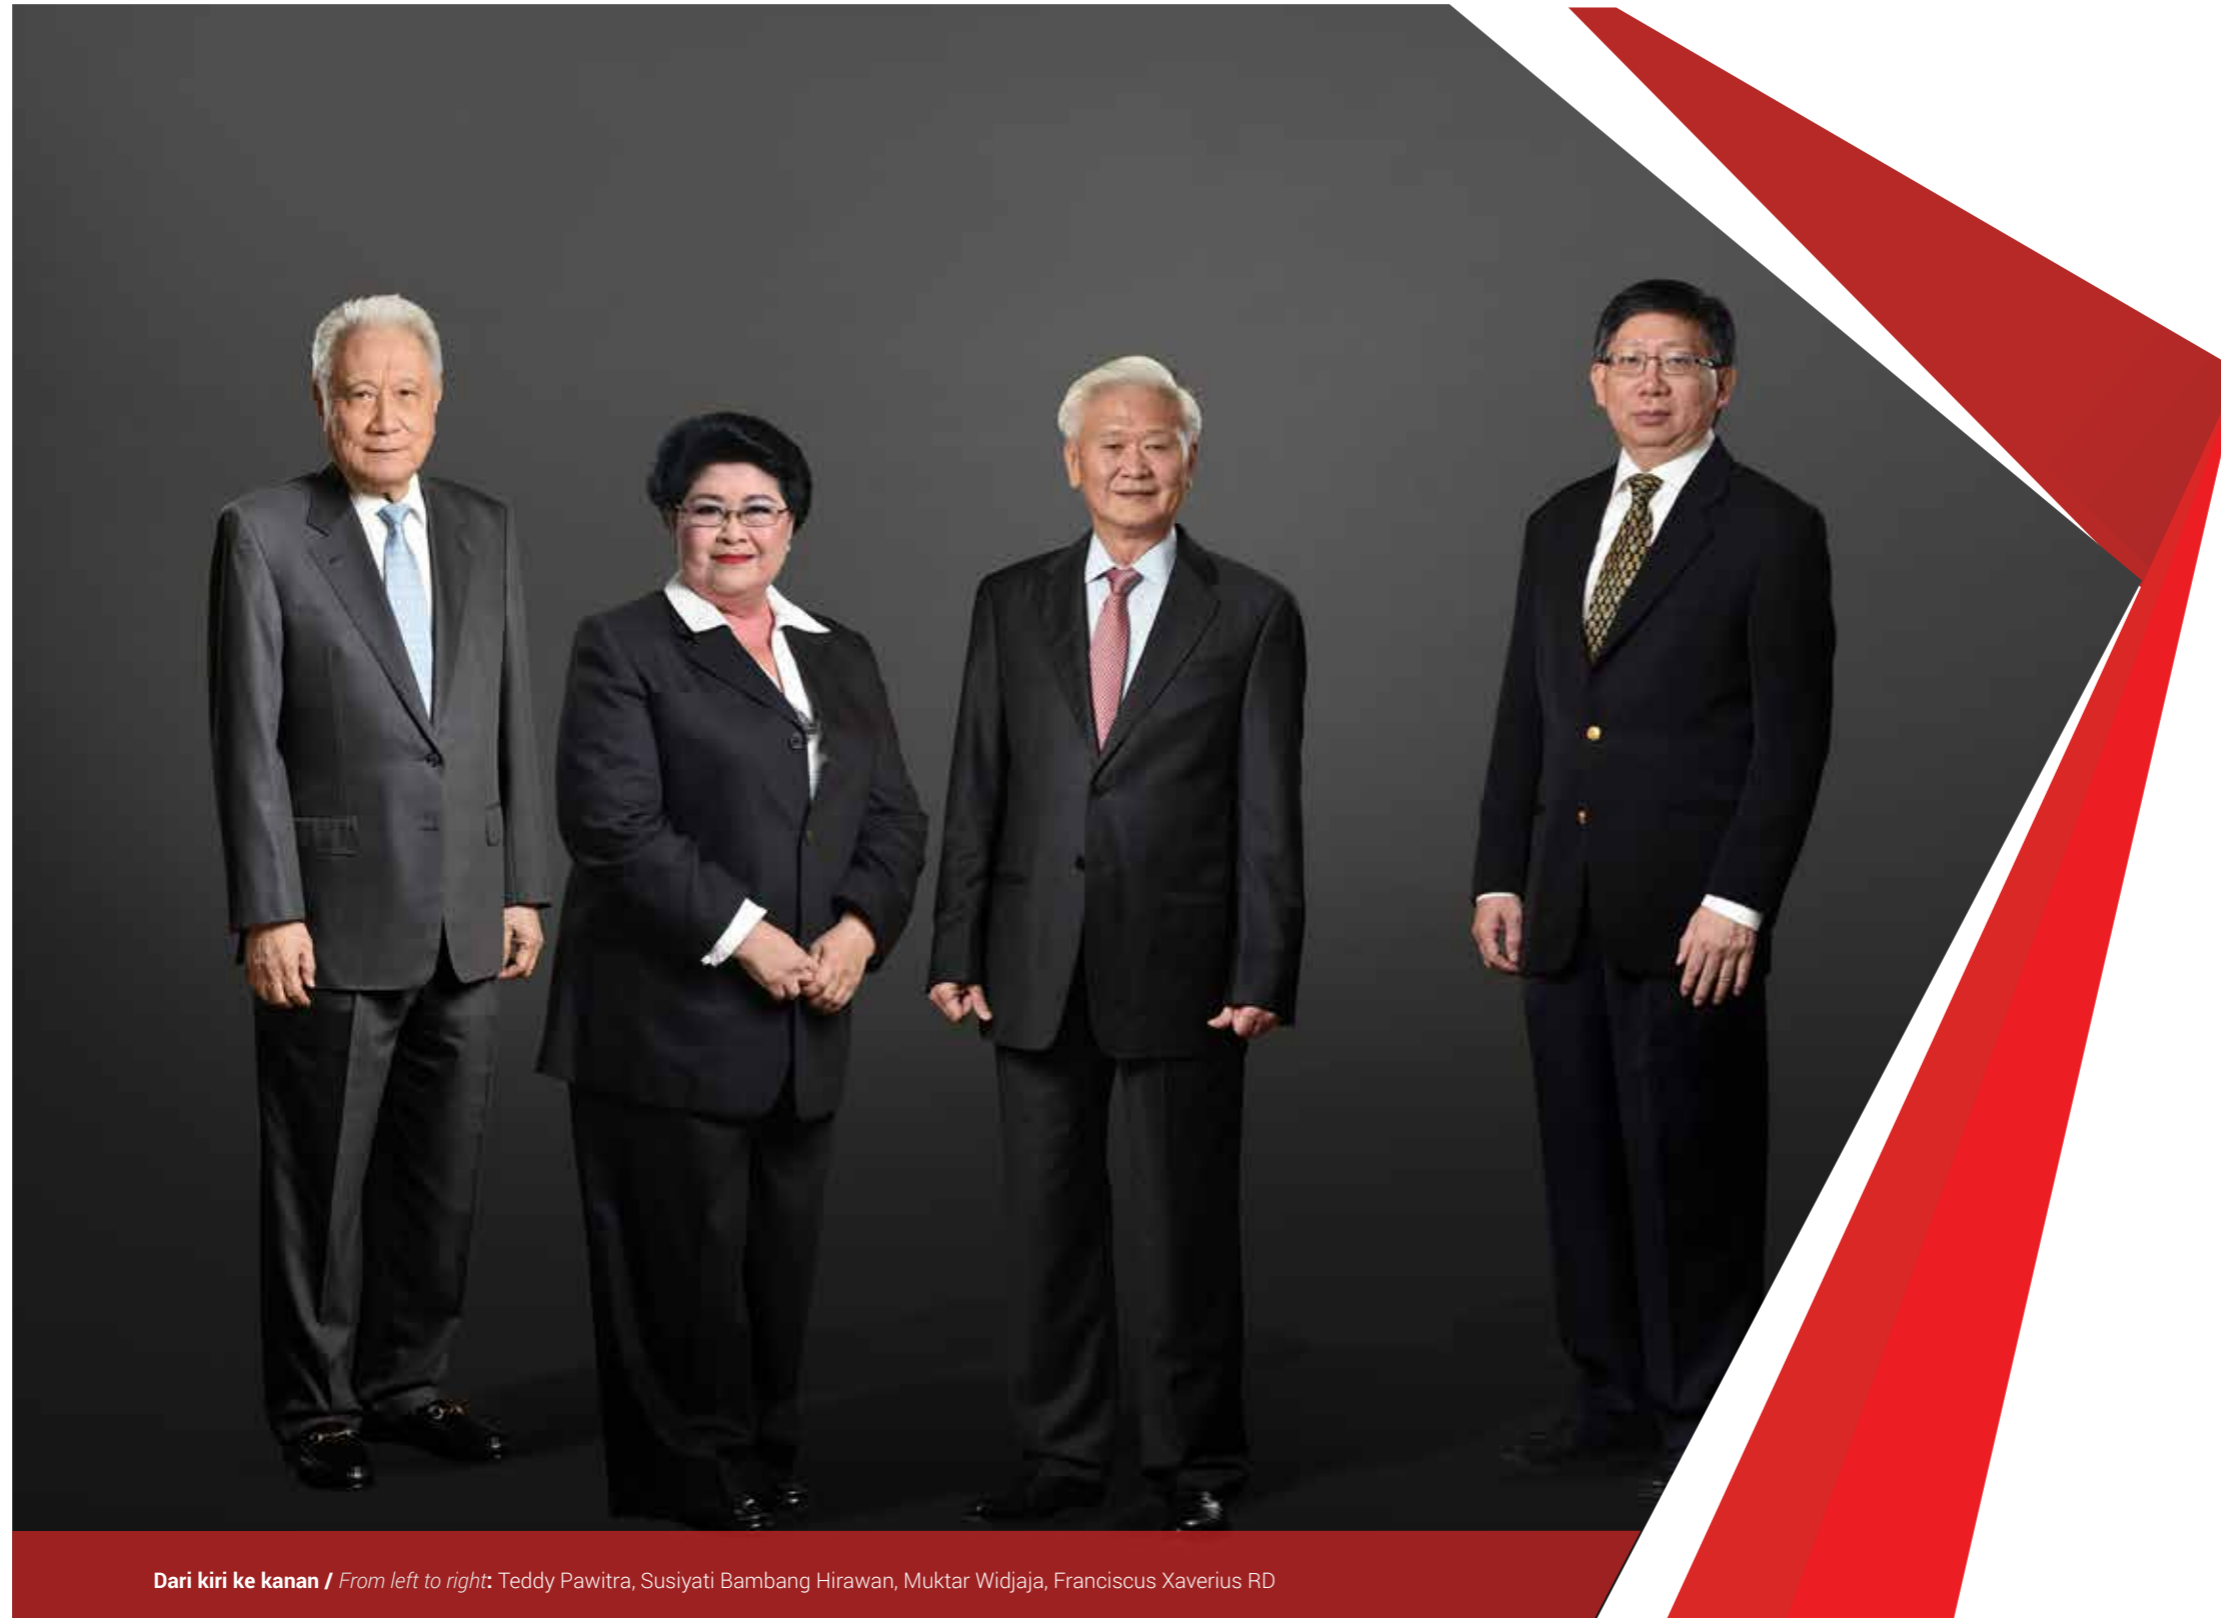 Dari kiri ke kanan / From left to right: Teddy Pawitra, Susiyati Bambang Hirawan, Muktar Widjaja, Franciscus Xaverius RD